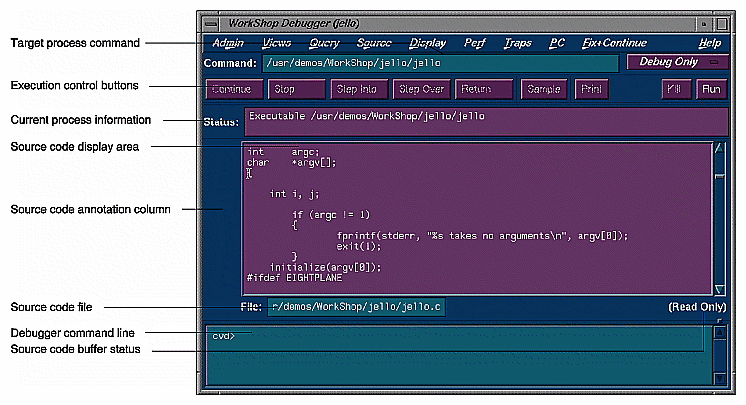 WorkShop Debugger (jello)
Target process command
Admin Views Query Source Display Perf Traps PC Fix+Continue Help
Command: /usr/demos/WorkShop/jello/jello Debug Only
Execution control buttons
Continue Stop Step Into Step Over Return Sample Print Kill Run
Current process information
Status: Executable /usr/demos/WorkShop/jello/jello
Source code display area
int argc;
char *argv[];
{
int i, j;
Source code annotation column
if (argc != 1)
{
fprintf(stderr, "%s takes no arguments\n", argv[0]);
exit(1);
}
initialize(argv[0]);
#ifdef EIGHTPLANE
Source code file
File: r/demos/WorkShop/jello/jello.c (Read Only)
Debugger command line
cvd>
Source code buffer status